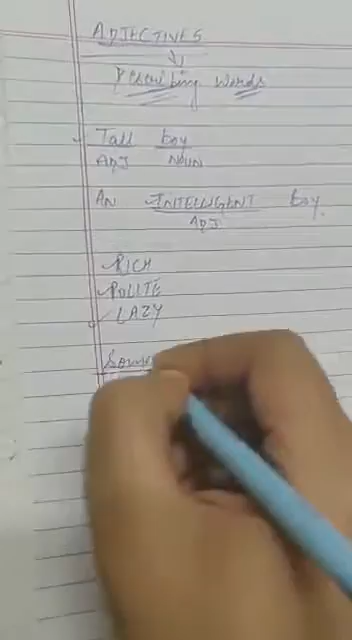 ADJECTIVES
Describing words
Tall boy
ADJ NOUN
AN INTELLIGENT boy.
ADJ
RICH
POLITE
LAZY